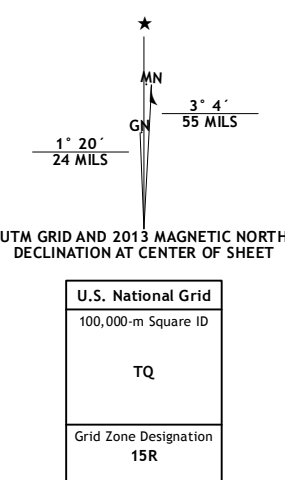 ★
MN
3° 4´
55 MILS
GN
1° 20´
24 MILS
UTM GRID AND 2013 MAGNETIC NORTH
DECLINATION AT CENTER OF SHEET
U.S. National Grid
100,000-m Square ID
TQ
Grid Zone Designation
15R